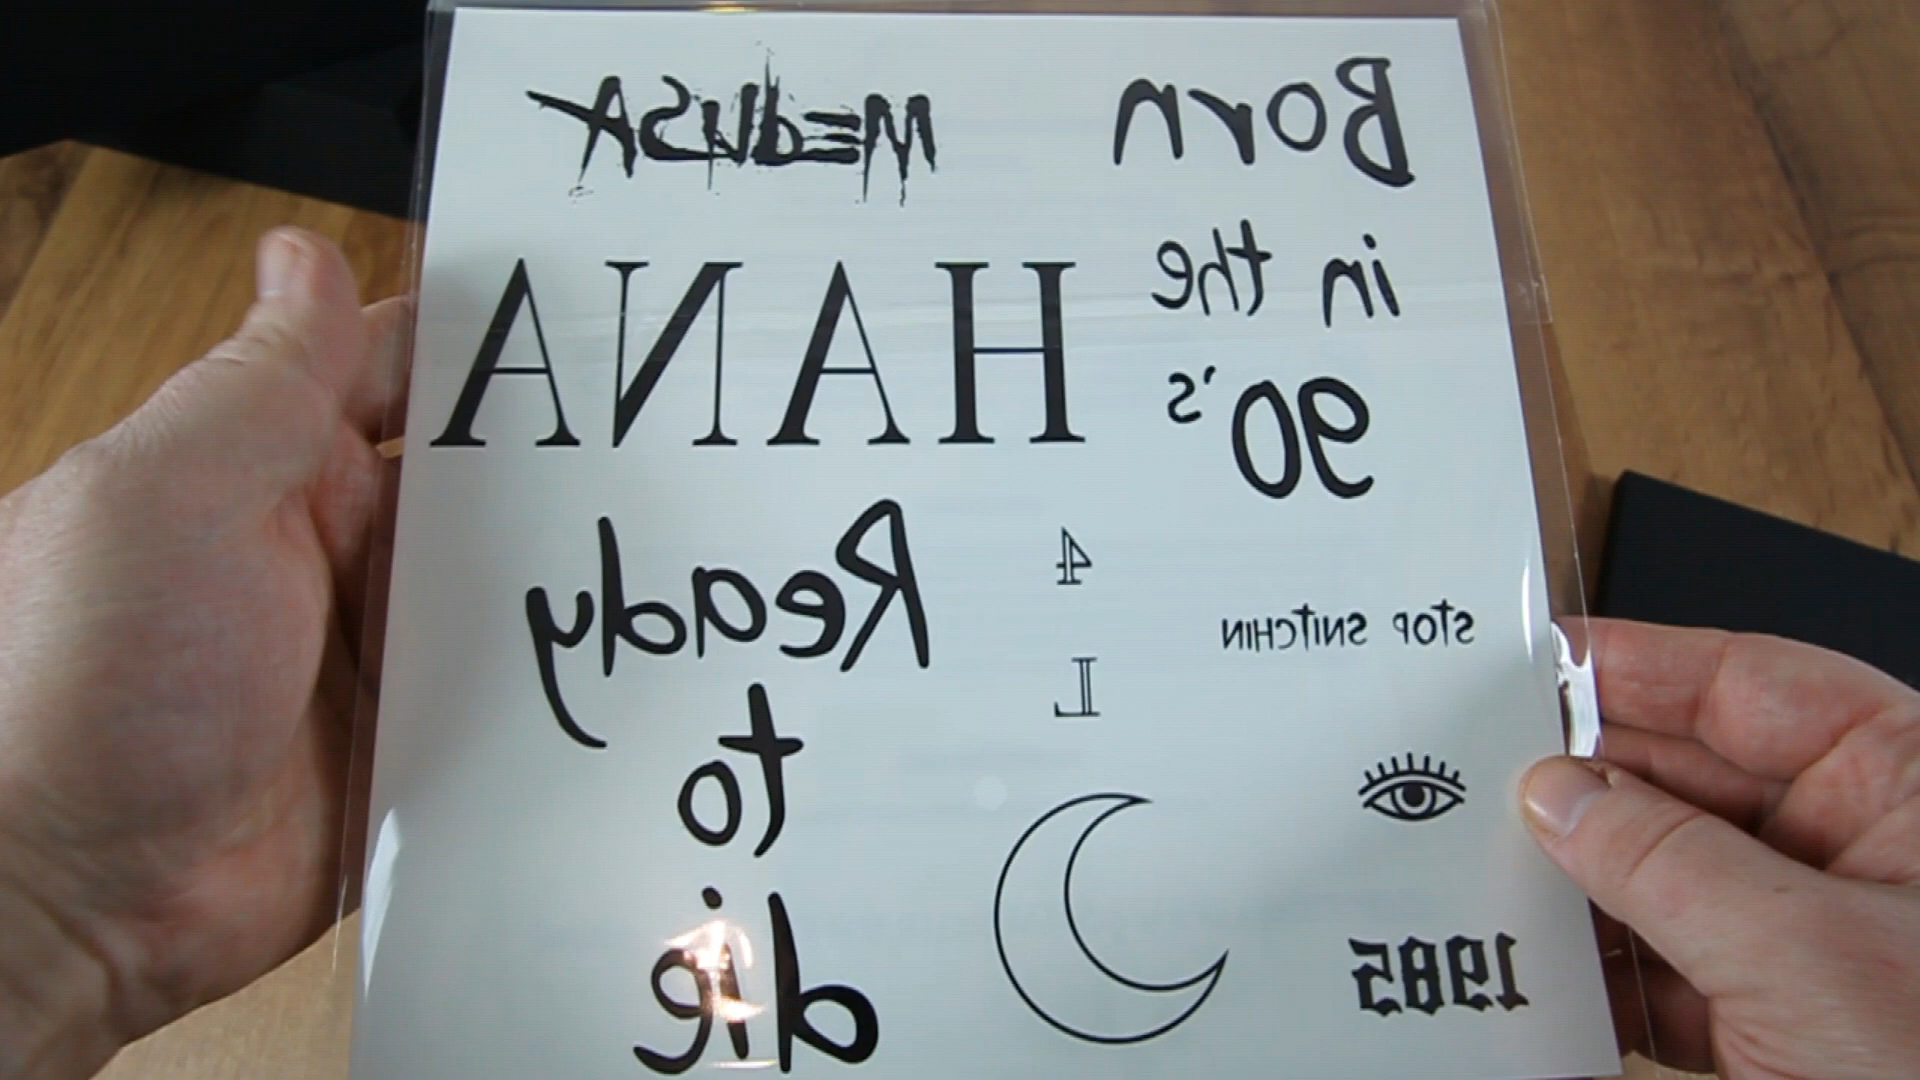 MEdUSA
Born
in the
90's
HANA
Ready
to
die
4
L
STOP SNITCHIN
1985